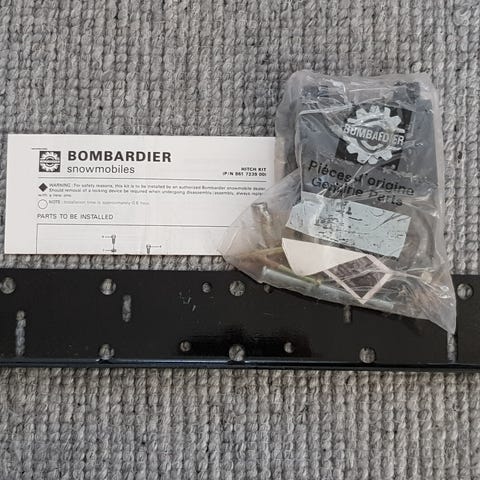 BOMBARDIER
snowmobiles
HITCH KIT
(P/N 861 7239 00)
WARNING: For safety reasons, this kit is to be installed by an authorized Bombardier snowmobile dealer.
Should removal of a locking device be required when undergoing disassembly/assembly, always replace
with a new one.
NOTE: Installation time is approximately 0.6 hour.
PARTS TO BE INSTALLED
BOMBARDIER
Pièces d'origine
Genuine Parts